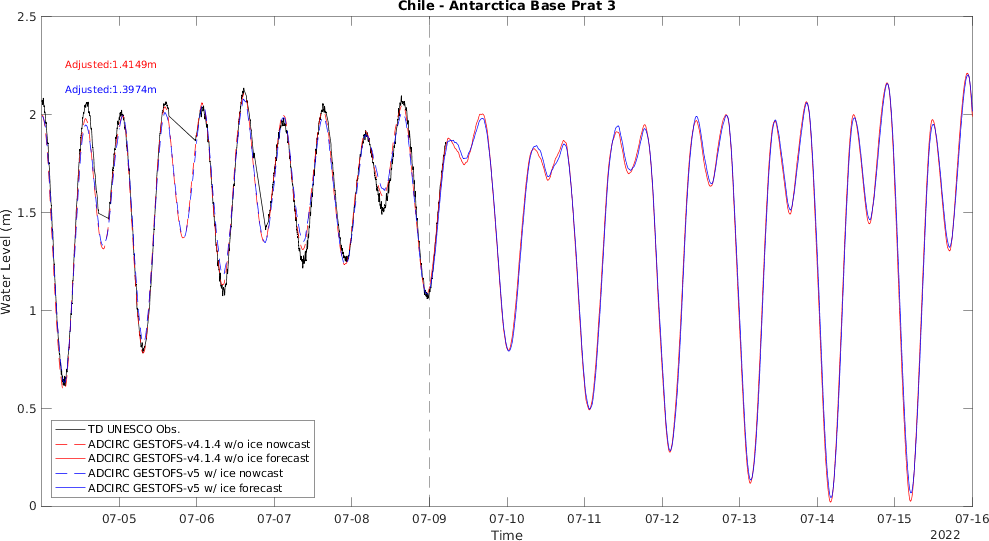 Chile - Antarctica Base Prat 3
2.5
Adjusted:1.4149m
Adjusted:1.3974m
2
1.5
Water Level (m)
1
0.5
TD UNESCO Obs.
ADCIRC GESTOFS-v4.1.4 w/o ice nowcast
ADCIRC GESTOFS-v4.1.4 w/o ice forecast
ADCIRC GESTOFS-v5 w/ ice nowcast
ADCIRC GESTOFS-v5 w/ ice forecast
0
07-05 07-06 07-07 07-08 07-09 07-10 07-11 07-12 07-13 07-14 07-15 07-16
Time
2022